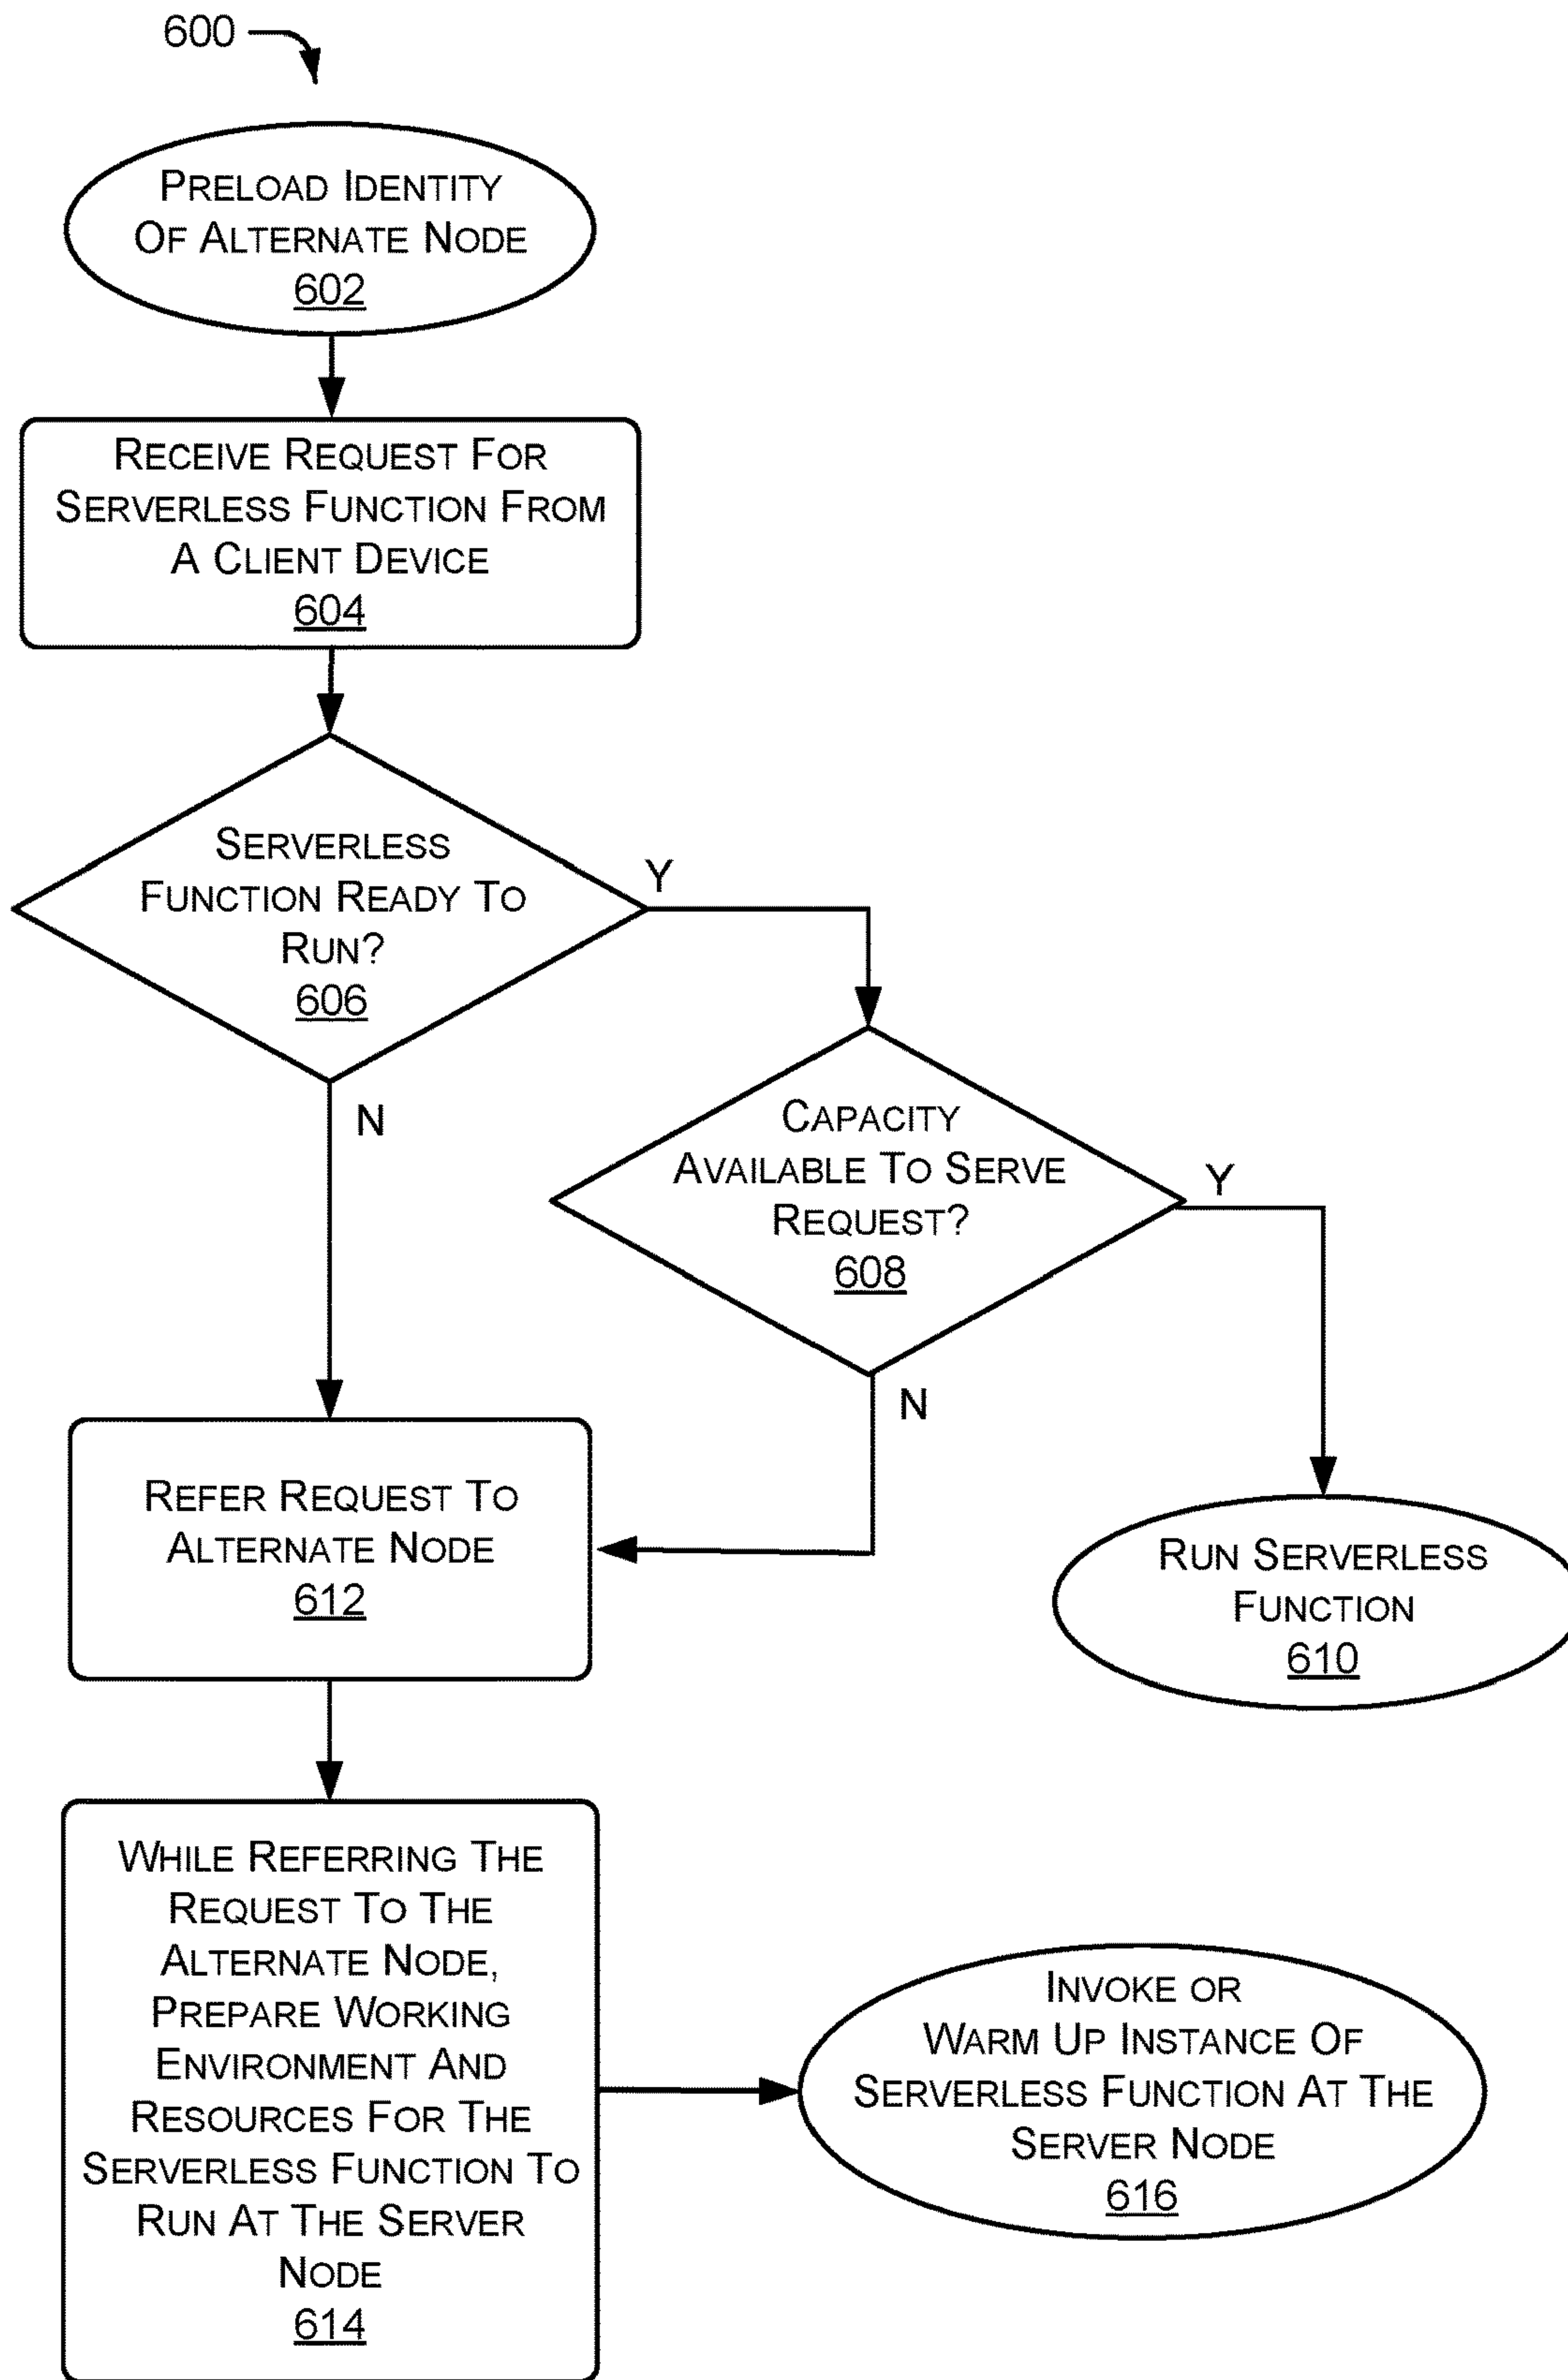 600
PRELOAD IDENTITY
OF ALTERNATE NODE
602
RECEIVE REQUEST FOR
SERVERLESS FUNCTION FROM
A CLIENT DEVICE
604
SERVERLESS
FUNCTION READY TO
RUN?
606
Y
N
CAPACITY
AVAILABLE TO SERVE
REQUEST?
608
Y
N
REFER REQUEST TO
ALTERNATE NODE
612
RUN SERVERLESS
FUNCTION
610
WHILE REFERRING THE
REQUEST TO THE
ALTERNATE NODE,
PREPARE WORKING
ENVIRONMENT AND
RESOURCES FOR THE
SERVERLESS FUNCTION TO
RUN AT THE SERVER
NODE
614
INVOKE OR
WARM UP INSTANCE OF
SERVERLESS FUNCTION AT THE
SERVER NODE
616